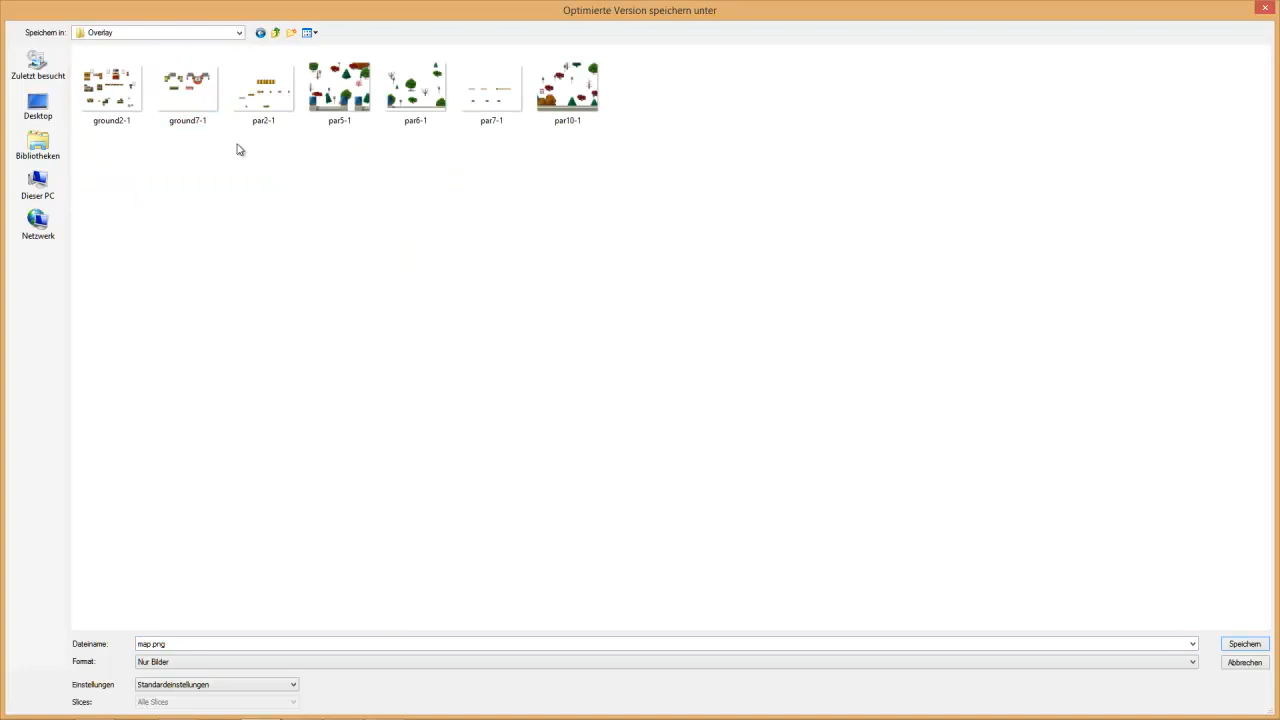 Optimierte Version speichern unter
Speichern in:
Overlay
Zuletzt besucht
Desktop
Bibliotheken
Dieser PC
Netzwerk
ground2-1
ground7-1
par2-1
par5-1
par6-1
par7-1
par10-1
Dateiname:
map.png
Speichern
Format:
Nur Bilder
Abbrechen
Einstellungen
Standardeinstellungen
Slices:
Alle Slices